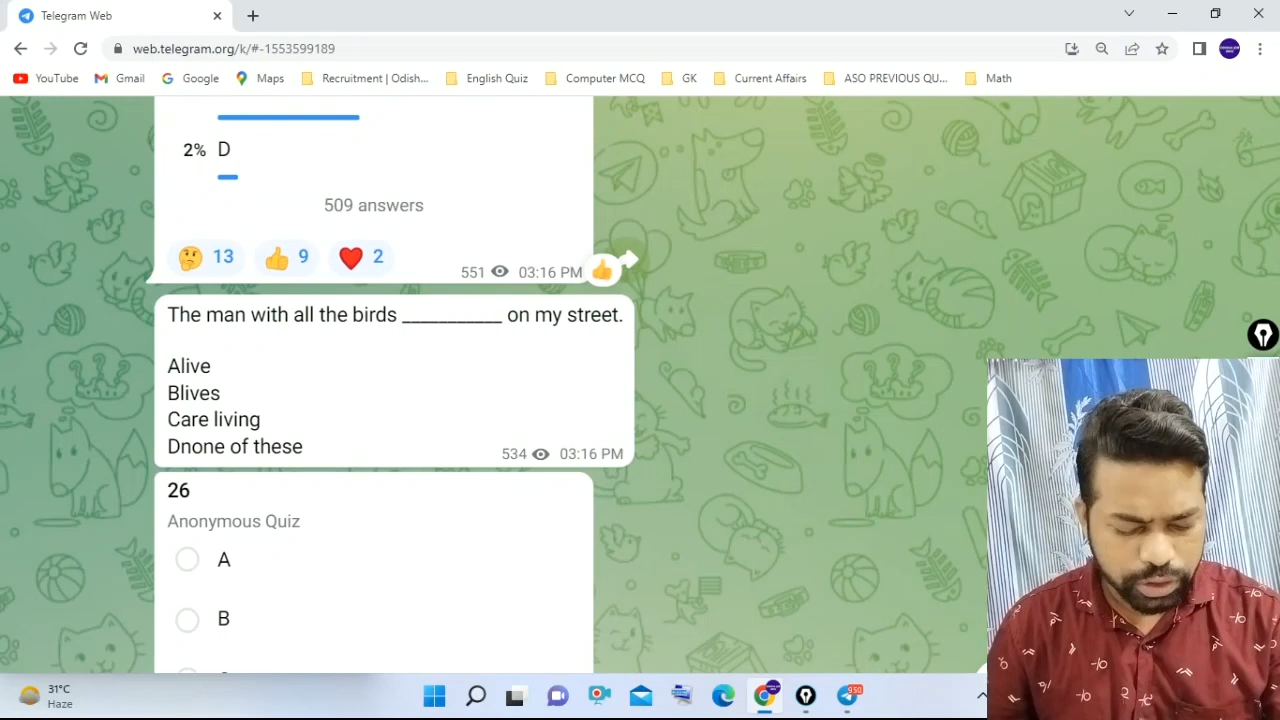 Telegram Web
web.telegram.org/k/#-1553599189
YouTube Gmail Google Maps Recruitment | Odish... English Quiz Computer MCQ GK Current Affairs ASO PREVIOUS QU... Math
2% D
509 answers
13 9 2 551 03:16 PM
The man with all the birds ___________ on my street.
Alive
Blives
Care living
Dnone of these
534 03:16 PM
26
Anonymous Quiz
A
B
31°C
Haze
950